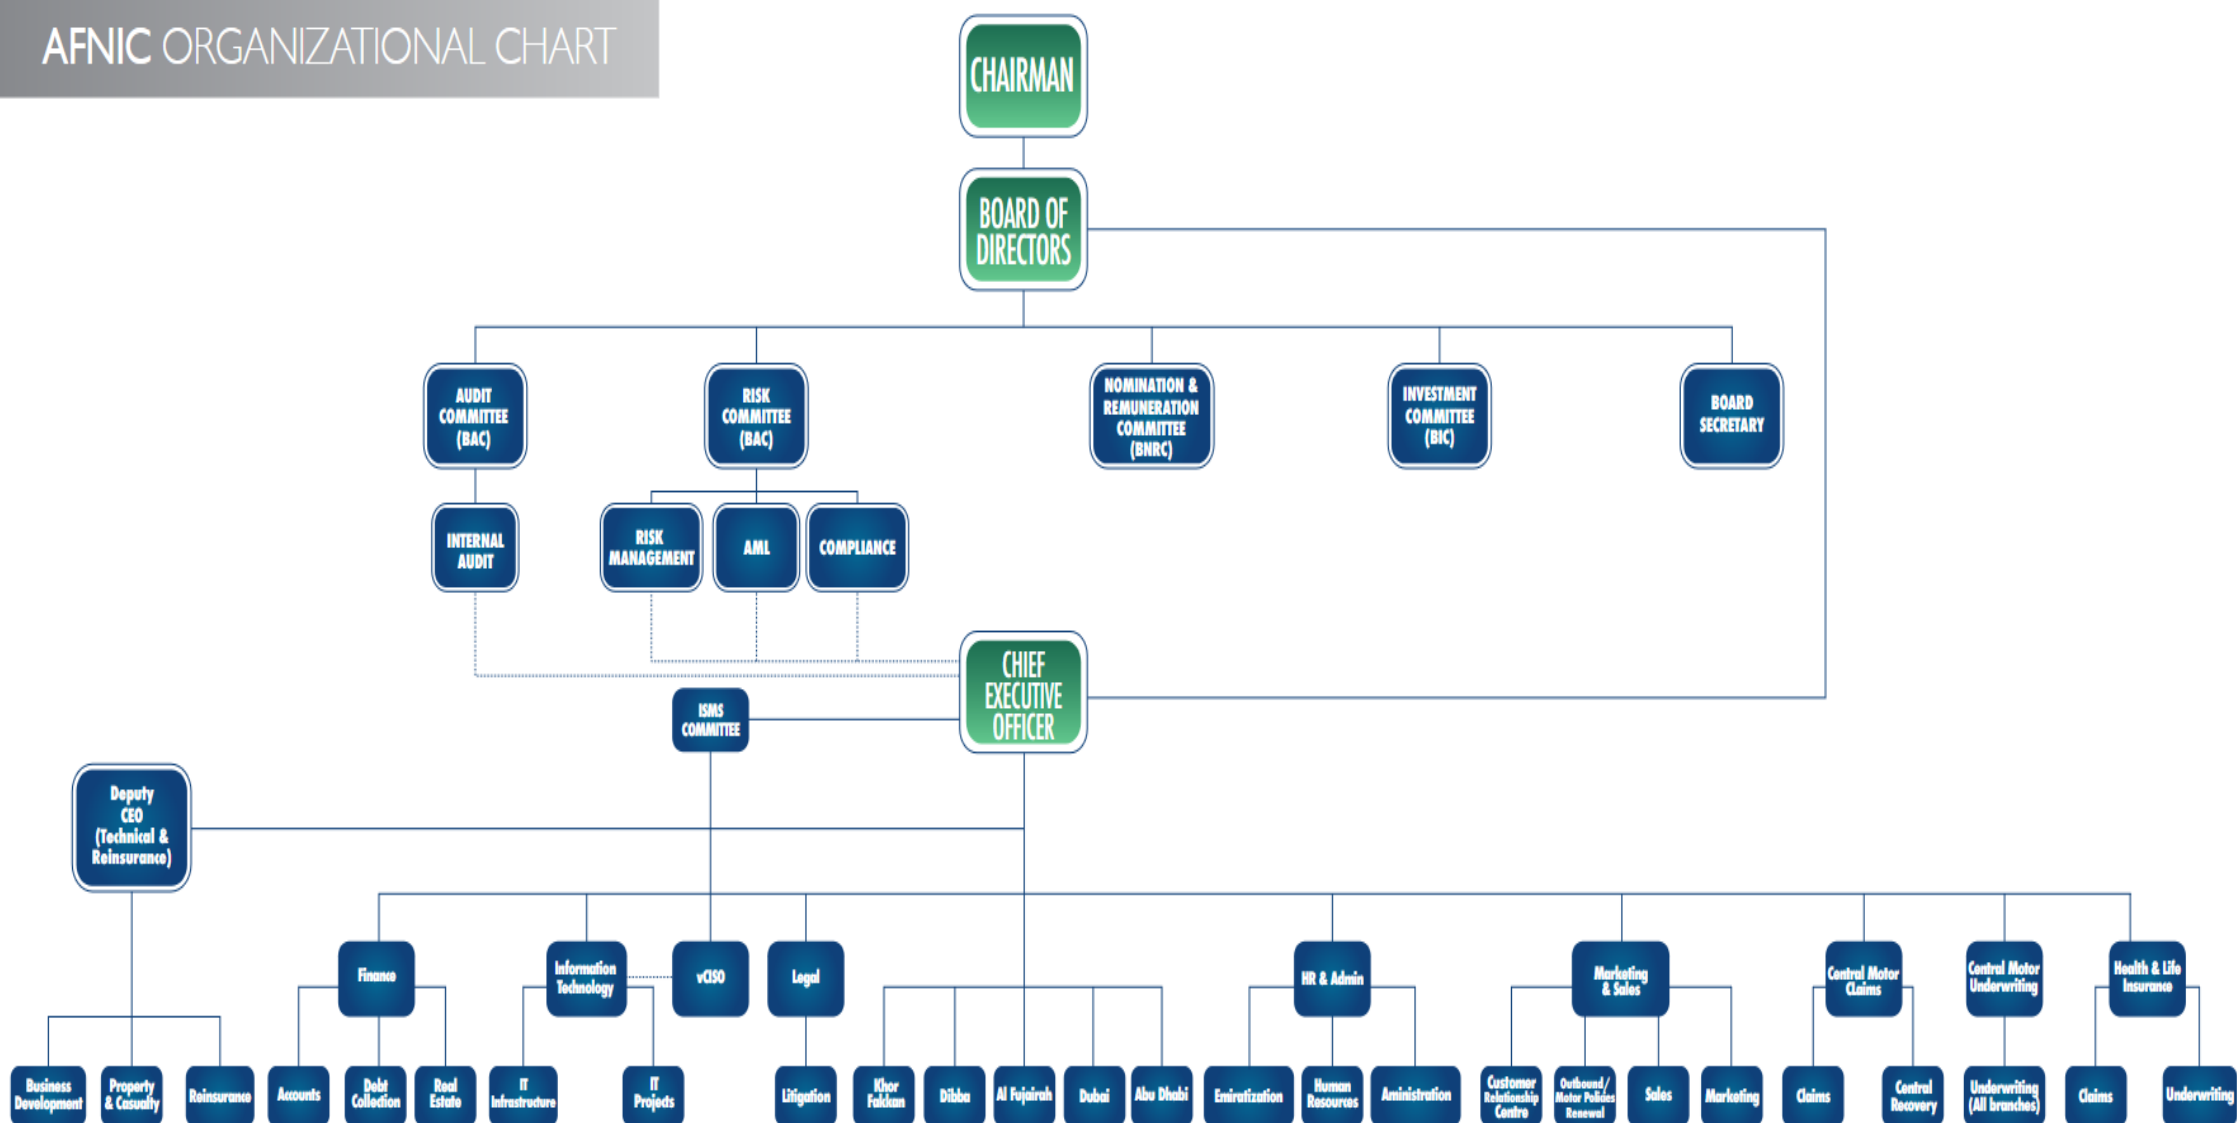 AFNIC ORGANIZATIONAL CHART
CHAIRMAN
BOARD OF
DIRECTORS
AUDIT
COMMITTEE
(BAC)
RISK
COMMITTEE
(BAC)
NOMINATION &
REMUNERATION
COMMITTEE
(BNRC)
INVESTMENT
COMMITTEE
(BIC)
BOARD
SECRETARY
INTERNAL
AUDIT
RISK
MANAGEMENT
AML
COMPLIANCE
CHIEF
EXECUTIVE
OFFICER
ISMS
COMMITTEE
Deputy
CEO
(Technical &
Reinsurance)
Finance
Information
Technology
vCISO
Legal
HR & Admin
Marketing
& Sales
Central Motor
CLaims
Central Motor
Underwriting
Health & Life
Insurance
Business
Development
Property
& Casualty
Reinsurance
Accounts
Debt
Collection
Real
Estate
IT
Infrastructure
IT
Projects
Litigation
Khor
Fakkan
Dibba
Al Fujairah
Dubai
Abu Dhabi
Emiratization
Human
Resources
Aministration
Customer
Relationship
Centre
Outbound/
Motor Policies
Renewal
Sales
Marketing
Claims
Central
Recovery
Underwriting
(All branches)
Claims
Underwriting